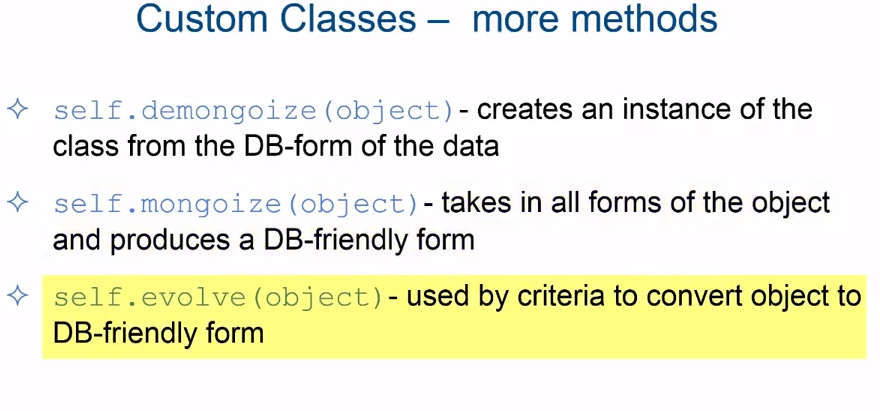 Custom Classes – more methods
✧ self.demongoize(object)- creates an instance of the
class from the DB-form of the data
✧ self.mongoize(object)- takes in all forms of the object
and produces a DB-friendly form
✧ self.evolve(object)- used by criteria to convert object to
DB-friendly form